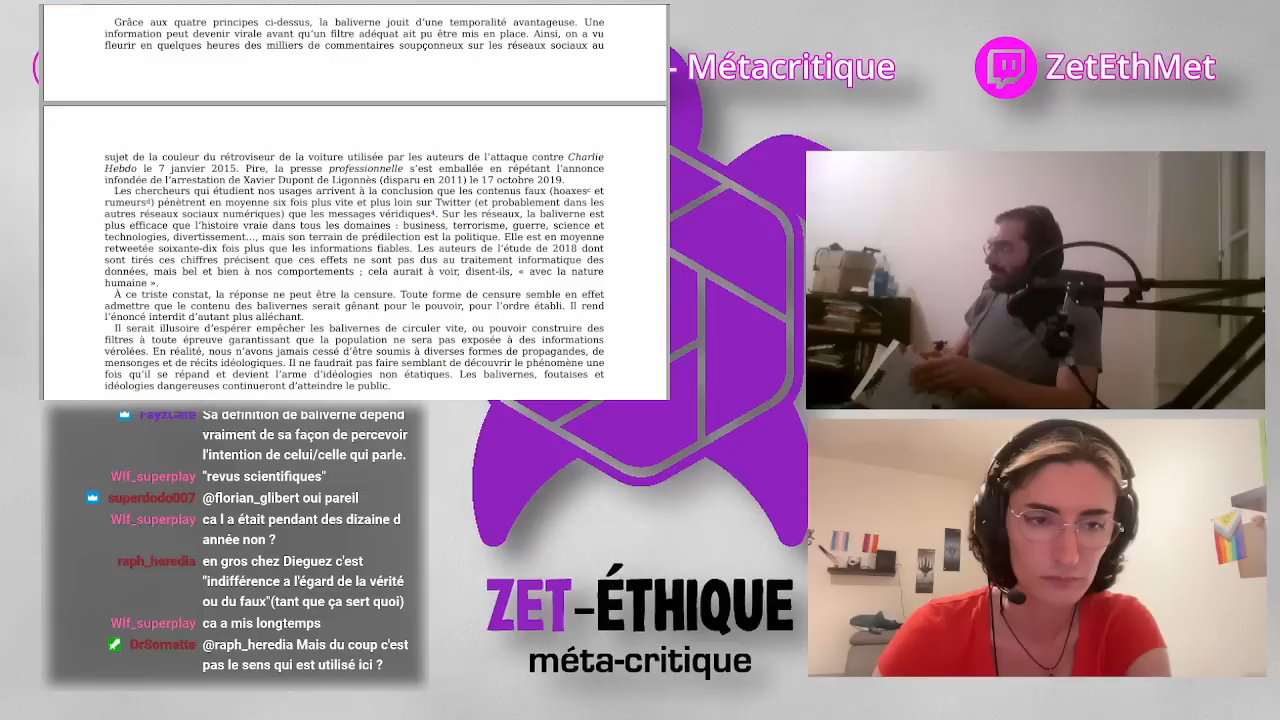 Grâce aux quatre principes ci-dessus, la baliverne jouit d’une temporalité avantageuse. Une
information peut devenir virale avant qu’un filtre adéquat ait pu être mis en place. Ainsi, on a vu
fleurir en quelques heures des milliers de commentaires soupçonneux sur les réseaux sociaux au
sujet de la couleur du rétroviseur de la voiture utilisée par les auteurs de l’attaque contre Charlie
Hebdo le 7 janvier 2015. Pire, la presse professionnelle s’est emballée en répétant l’annonce
infondée de l’arrestation de Xavier Dupont de Ligonnès (disparu en 2011) le 17 octobre 2019.
Les chercheurs qui étudient nos usages arrivent à la conclusion que les contenus faux (hoaxesᶜ et
rumeursᵈ) pénètrent en moyenne six fois plus vite et plus loin sur Twitter (et probablement dans les
autres réseaux sociaux numériques) que les messages véridiques⁴. Sur les réseaux, la baliverne est
plus efficace que l’histoire vraie dans tous les domaines : business, terrorisme, guerre, science et
technologies, divertissement…, mais son terrain de prédilection est la politique. Elle est en moyenne
retweetée soixante-dix fois plus que les informations fiables. Les auteurs de l’étude de 2018 dont
sont tirés ces chiffres précisent que ces effets ne sont pas dus au traitement informatique des
données, mais bel et bien à nos comportements ; cela aurait à voir, disent-ils, « avec la nature
humaine ».
À ce triste constat, la réponse ne peut être la censure. Toute forme de censure semble en effet
admettre que le contenu des balivernes serait gênant pour le pouvoir, pour l’ordre établi. Il rend
l’énoncé interdit d’autant plus alléchant.
Il serait illusoire d’espérer empêcher les balivernes de circuler vite, ou pouvoir construire des
filtres à toute épreuve garantissant que la population ne sera pas exposée à des informations
vérolées. En réalité, nous n’avons jamais cessé d’être soumis à diverses formes de propagandes, de
mensonges et de récits idéologiques. Il ne faudrait pas faire semblant de découvrir le phénomène une
fois qu’il se répand et devient l’arme d’idéologies non étatiques. Les balivernes, foutaises et
idéologies dangereuses continueront d’atteindre le public.
- Métacritique
ZetEthMet
FayzCare Sa définition de baliverne dépend
vraiment de sa façon de percevoir
l'intention de celui/celle qui parle.
Wlf_superplay "revus scientifiques"
superdodo007 @florian_glibert oui pareil
Wlf_superplay ca l a était pendant des dizaine d
année non ?
raph_heredia en gros chez Dieguez c'est
"indifférence a l'égard de la vérité
ou du faux"(tant que ça sert quoi)
Wlf_superplay ca a mis longtemps
DrSomatte @raph_heredia Mais du coup c'est
pas le sens qui est utilisé ici ?
ZET-ÉTHIQUE
méta-critique